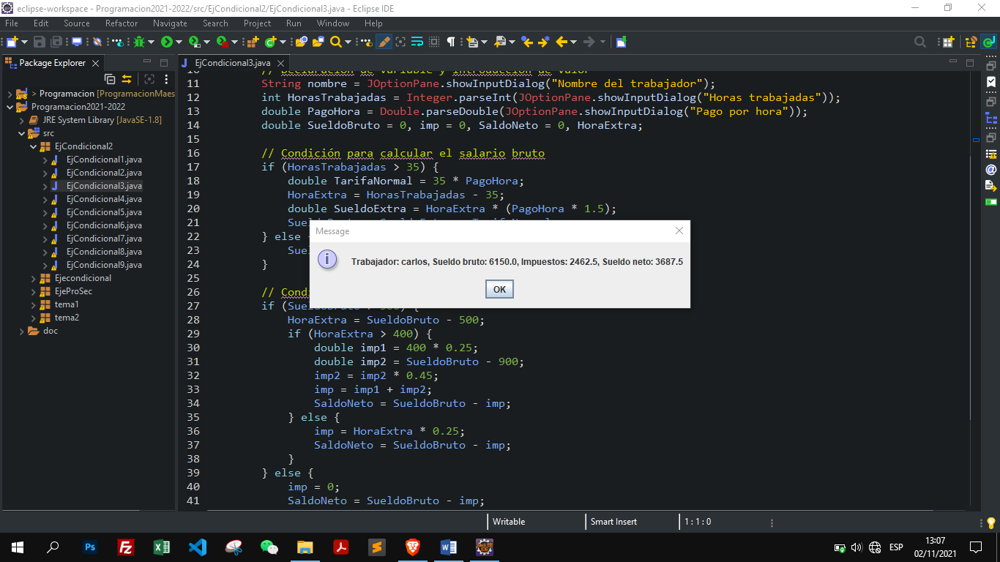 eclipse-workspace - Programacion2021-2022/src/EjCondicional2/EjCondicional3.java - Eclipse IDE
File Edit Source Refactor Navigate Search Project Run Window Help
Package Explorer
> Programacion [ProgramacionMaes
Programacion2021-2022
JRE System Library [JavaSE-1.8]
src
EjCondicional2
EjCondicional1.java
EjCondicional2.java
EjCondicional3.java
EjCondicional4.java
EjCondicional5.java
EjCondicional6.java
EjCondicional7.java
EjCondicional8.java
EjCondicional9.java
Ejecondicional
EjeProSec
tema1
tema2
doc
EjCondicional3.java
10 // Declaración de variable y introducción de valor
11 String nombre = JOptionPane.showInputDialog("Nombre del trabajador");
12 int HorasTrabajadas = Integer.parseInt(JOptionPane.showInputDialog("Horas trabajadas"));
13 double PagoHora = Double.parseDouble(JOptionPane.showInputDialog("Pago por hora"));
14 double SueldoBruto = 0, imp = 0, SaldoNeto = 0, HoraExtra;
15
16 // Condición para calcular el salario bruto
17 if (HorasTrabajadas > 35) {
18 double TarifaNormal = 35 * PagoHora;
19 HoraExtra = HorasTrabajadas - 35;
20 double SueldoExtra = HoraExtra * (PagoHora * 1.5);
21
22 } else
23 Sue
24 }
25
26 // Cond
27 if (SueldoBruto > 500) {
28 HoraExtra = SueldoBruto - 500;
29 if (HoraExtra > 400) {
30 double imp1 = 400 * 0.25;
31 double imp2 = SueldoBruto - 900;
32 imp2 = imp2 * 0.45;
33 imp = imp1 + imp2;
34 SaldoNeto = SueldoBruto - imp;
35 } else {
36 imp = HoraExtra * 0.25;
37 SaldoNeto = SueldoBruto - imp;
38 }
39 } else {
40 imp = 0;
41 SaldoNeto = SueldoBruto - imp;
Message
Trabajador: carlos, Sueldo bruto: 6150.0, Impuestos: 2462.5, Sueldo neto: 3687.5
OK
Writable Smart Insert 1 : 1 : 0
ESP
13:07
02/11/2021